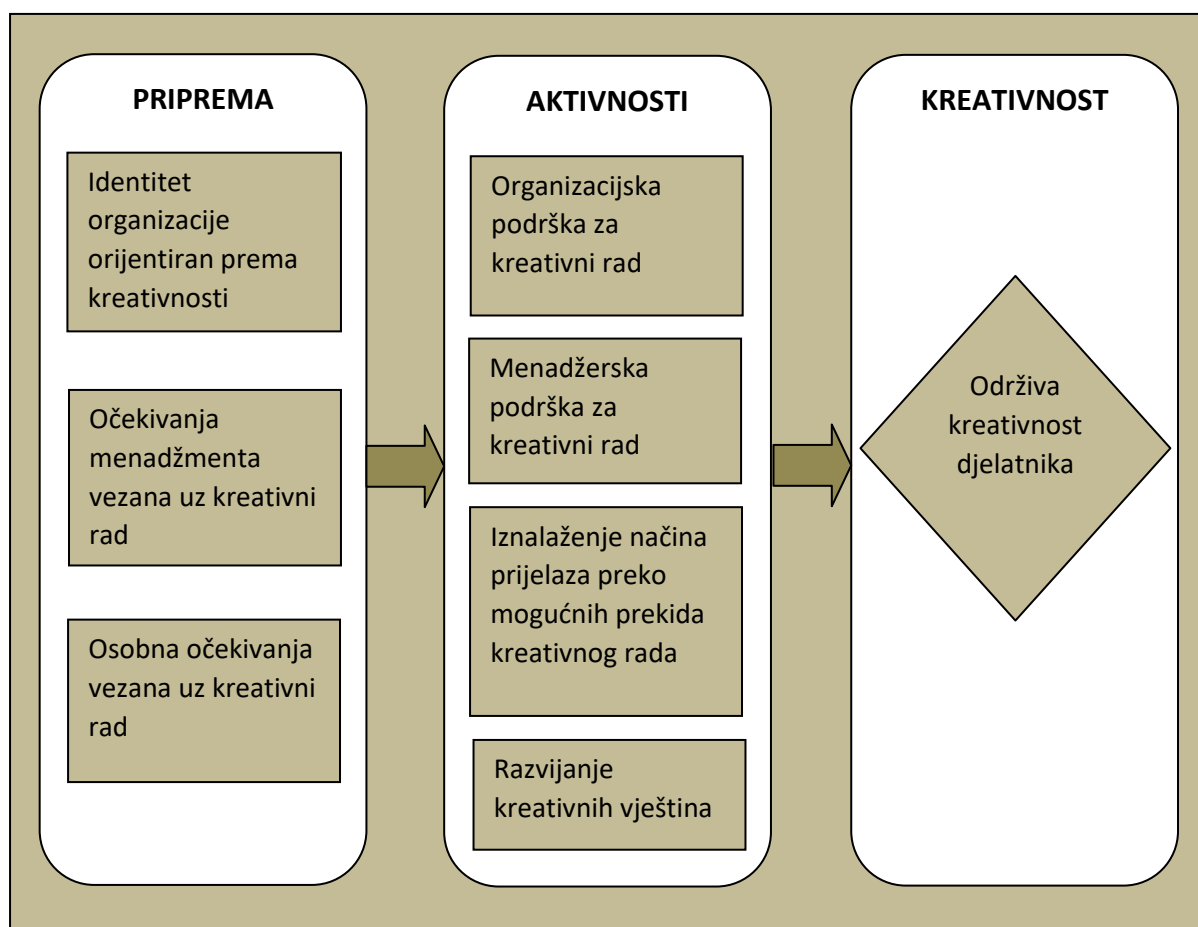 PRIPREMA
Identitet
organizacije
orijentiran prema
kreativnosti
Očekivanja
menadžmenta
vezana uz kreativni
rad
Osobna očekivanja
vezana uz kreativni
rad
AKTIVNOSTI
Organizacijska
podrška za
kreativni rad
Menadžerska
podrška za
kreativni rad
Iznalaženje načina
prijelaza preko
mogućnih prekida
kreativnog rada
Razvijanje
kreativnih vještina
KREATIVNOST
Održiva
kreativnost
djelatnika